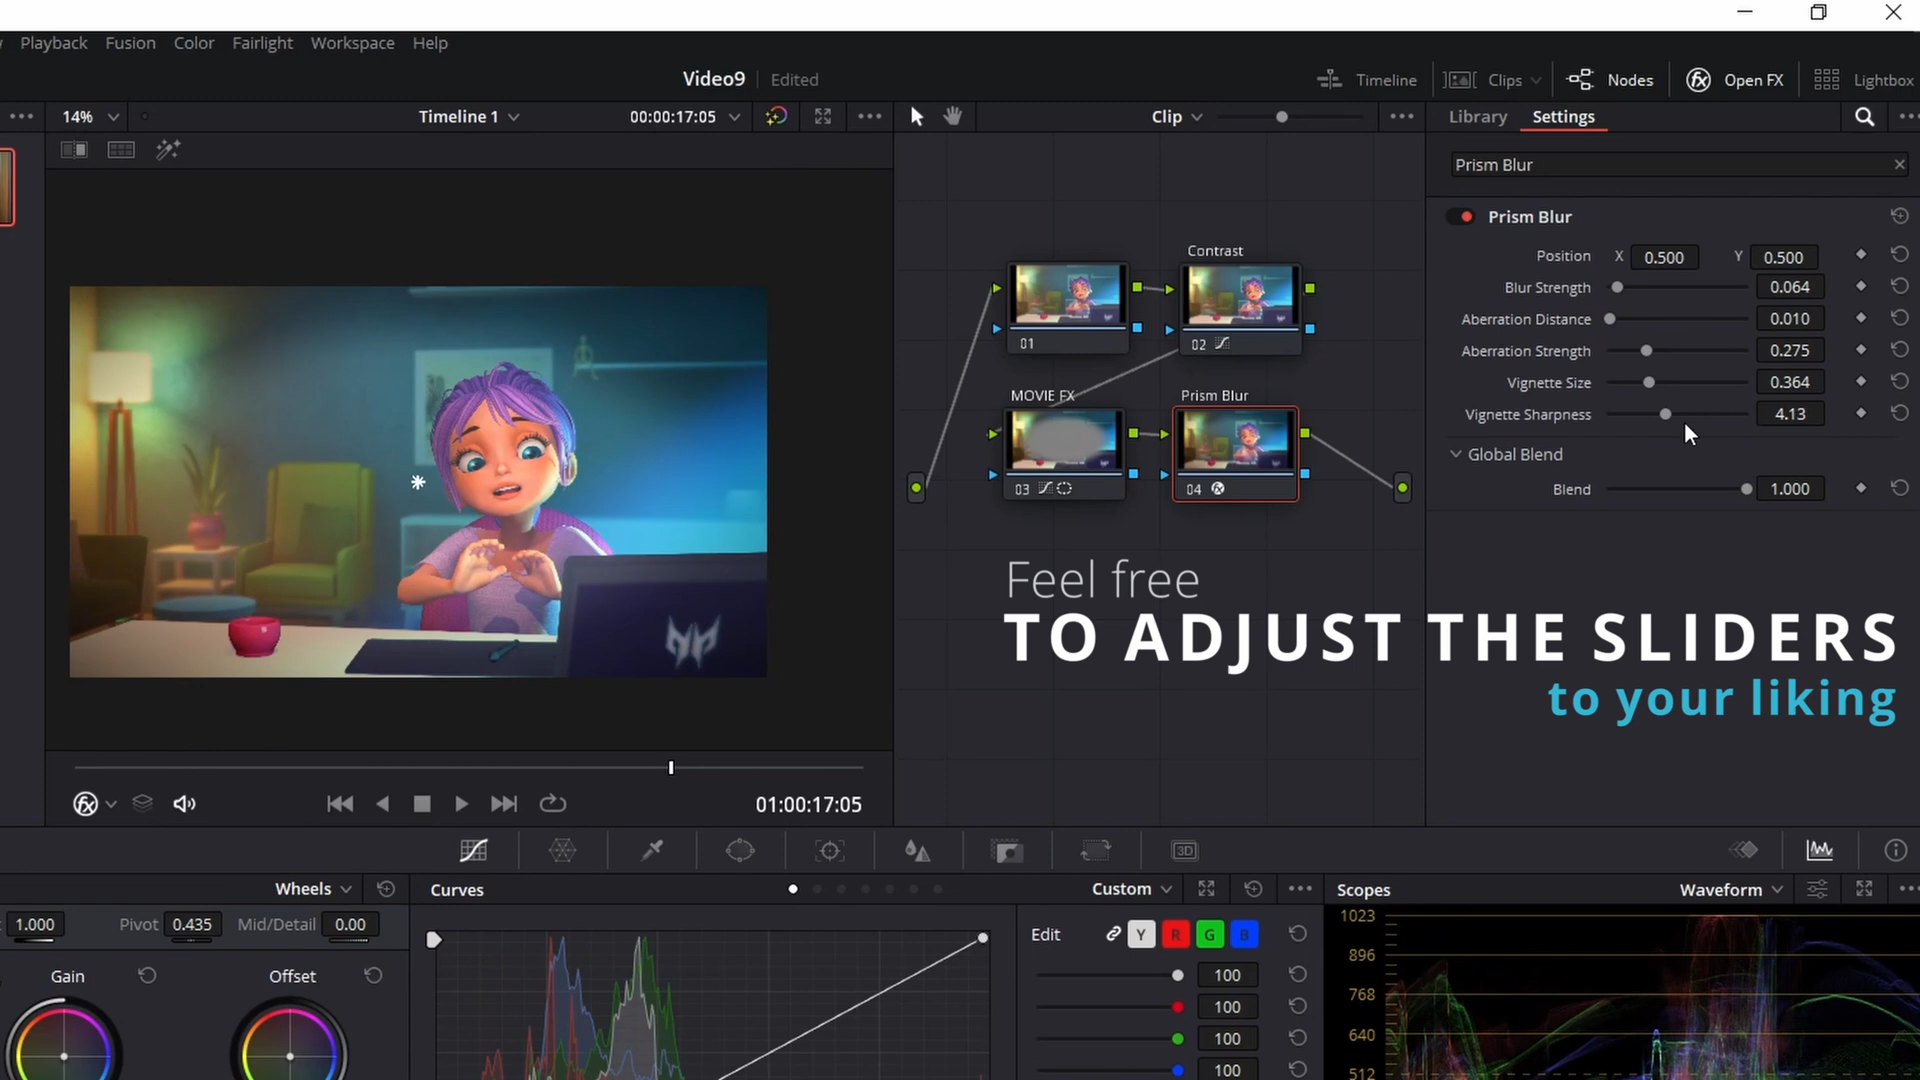 Playback Fusion Color Fairlight Workspace Help
Video9 Edited
Timeline Clips Nodes Open FX Lightbox
14% Timeline 1 00:00:17:05
Clip
Library Settings
Prism Blur
Prism Blur
Position X 0.500 Y 0.500
Blur Strength 0.064
Aberration Distance 0.010
Aberration Strength 0.275
Vignette Size 0.364
Vignette Sharpness 4.13
Global Blend
Blend 1.000
Contrast
01
02
MOVIE FX
Prism Blur
03
04
Feel free
TO ADJUST THE SLIDERS
to your liking
01:00:17:05
3D
Wheels
Curves
Custom
Scopes
Waveform
1.000 Pivot 0.435 Mid/Detail 0.00
Gain
Offset
Edit Y R G B
100
100
100
100
1023
896
768
640
512